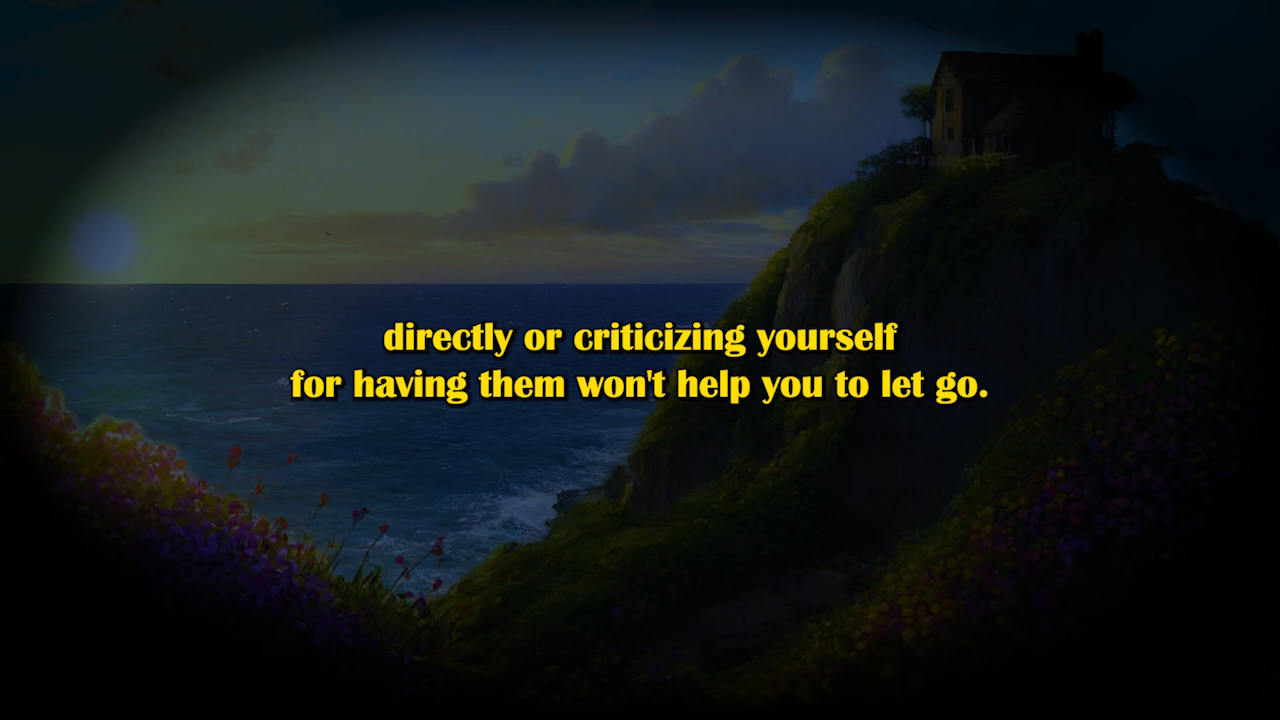 directly or criticizing yourself
for having them won't help you to let go.